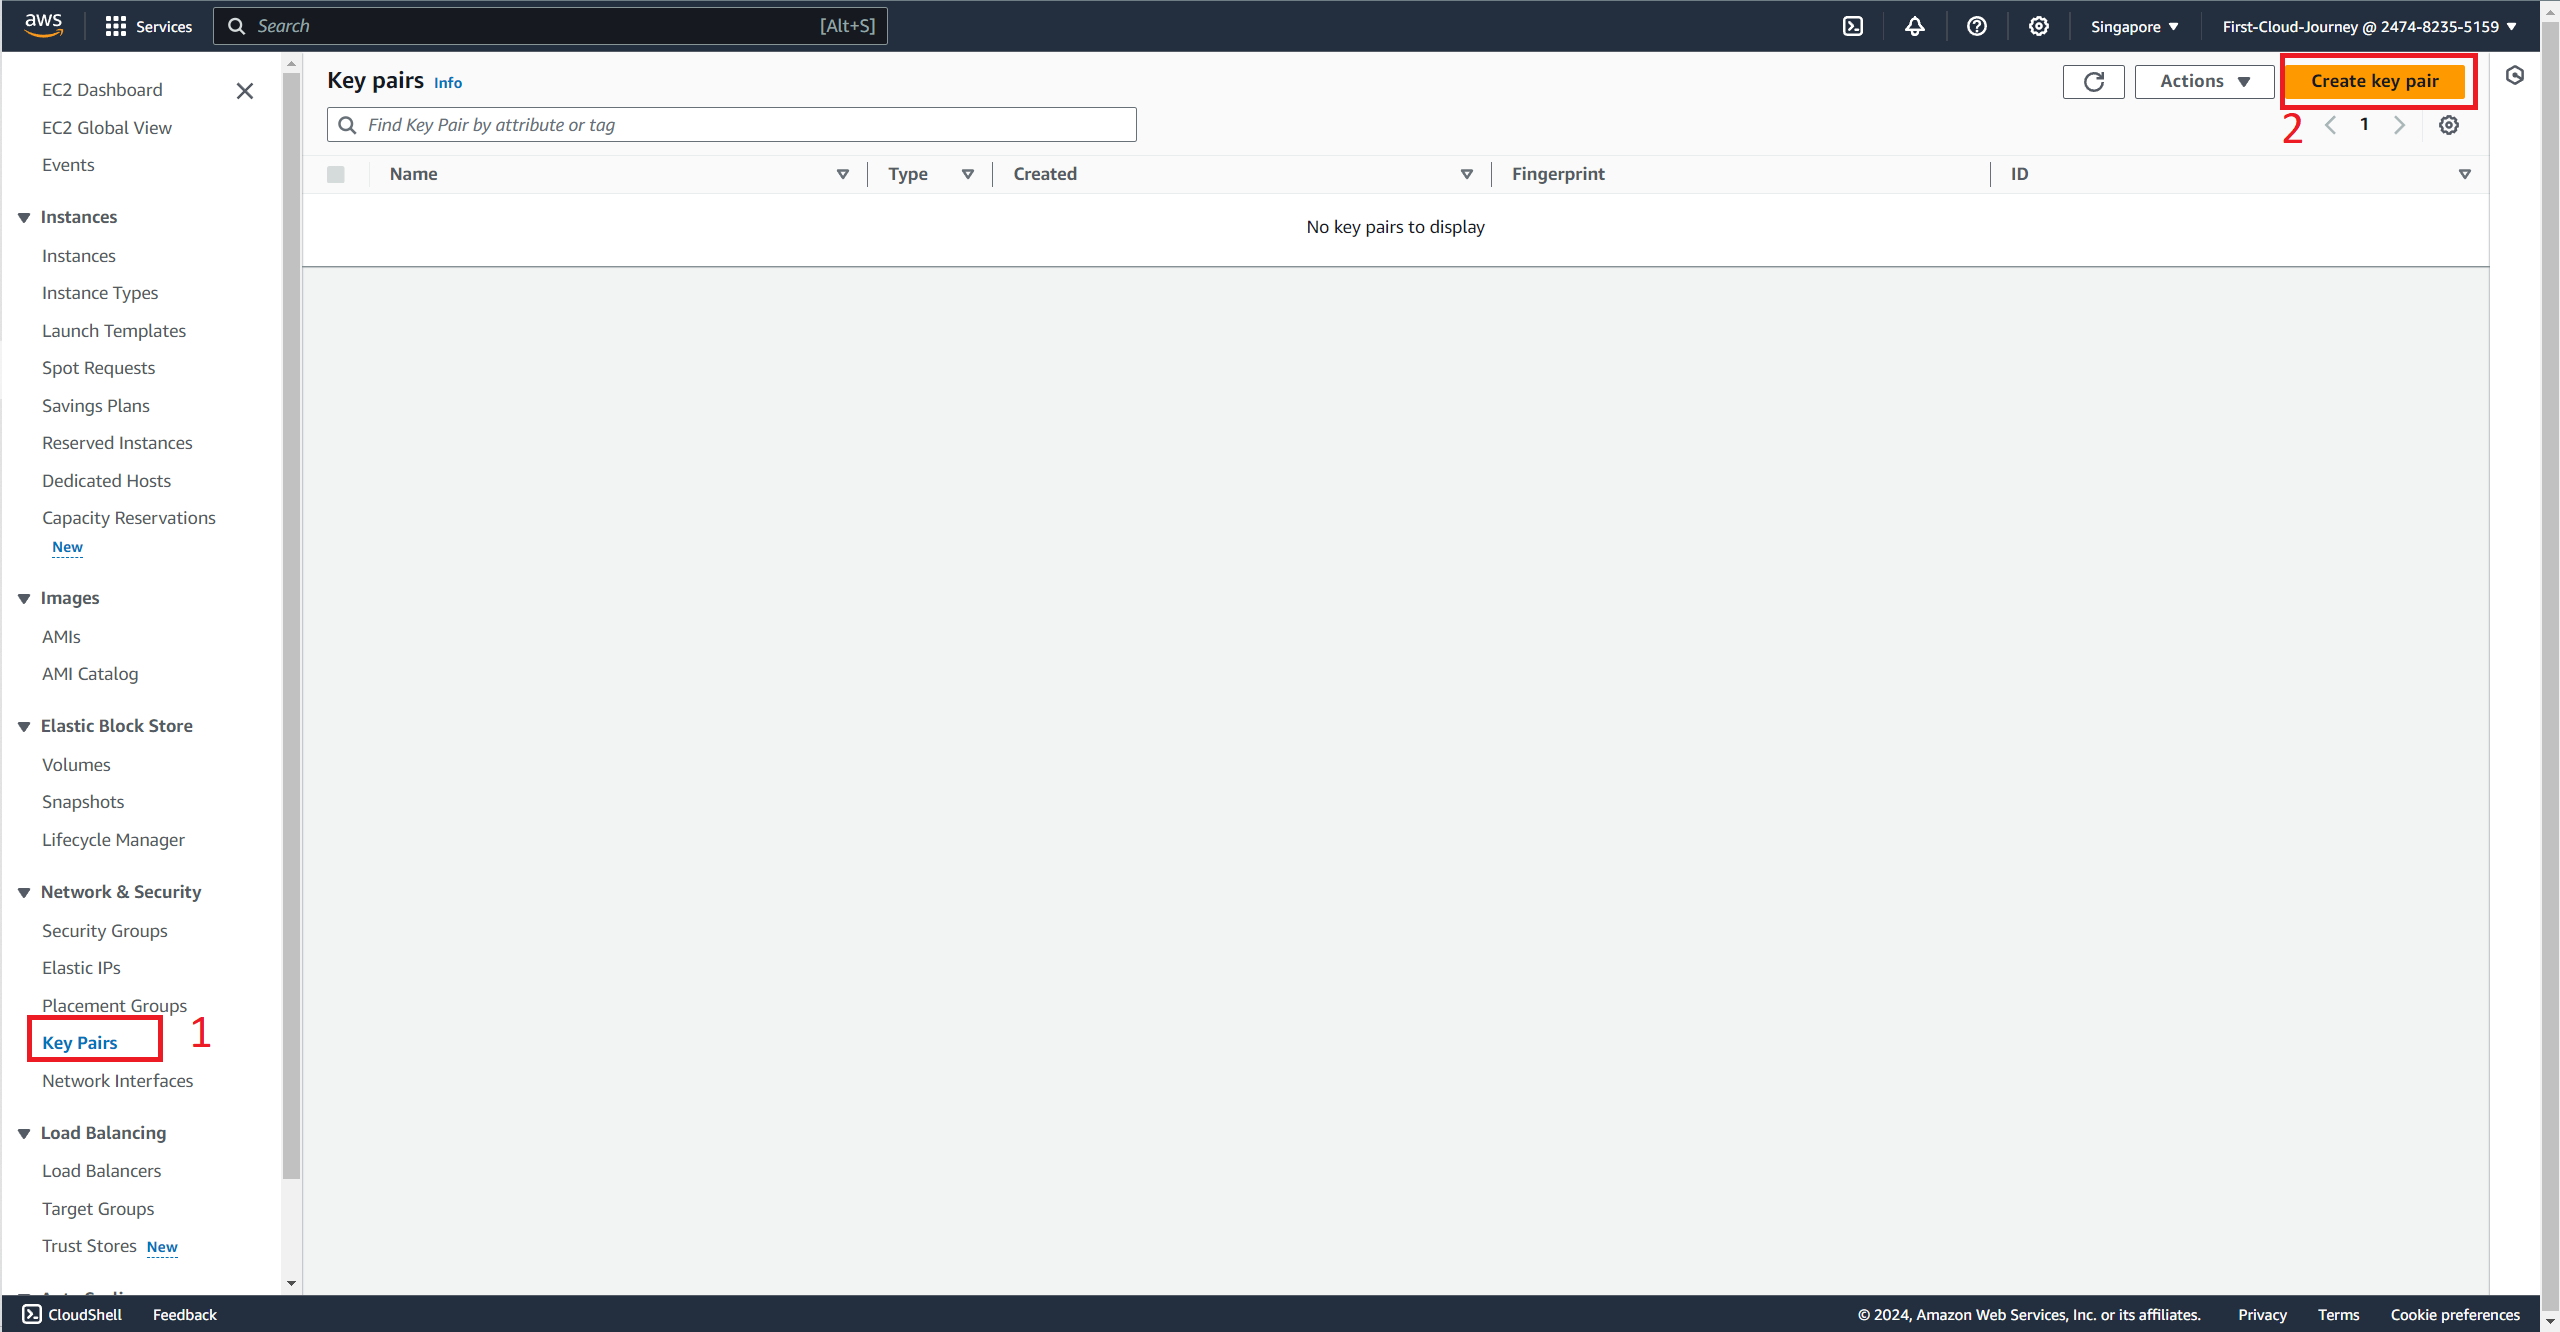 aws
Services
Search [Alt+S]
Singapore
First-Cloud-Journey @ 2474-8235-5159
EC2 Dashboard
EC2 Global View
Events
Instances
Instances
Instance Types
Launch Templates
Spot Requests
Savings Plans
Reserved Instances
Dedicated Hosts
Capacity Reservations
New
Images
AMIs
AMI Catalog
Elastic Block Store
Volumes
Snapshots
Lifecycle Manager
Network & Security
Security Groups
Elastic IPs
Placement Groups
Key Pairs 1
Network Interfaces
Load Balancing
Load Balancers
Target Groups
Trust Stores New
Key pairs Info
Actions
Create key pair
Find Key Pair by attribute or tag
2
1
Name Type Created Fingerprint ID
No key pairs to display
CloudShell Feedback
© 2024, Amazon Web Services, Inc. or its affiliates. Privacy Terms Cookie preferences